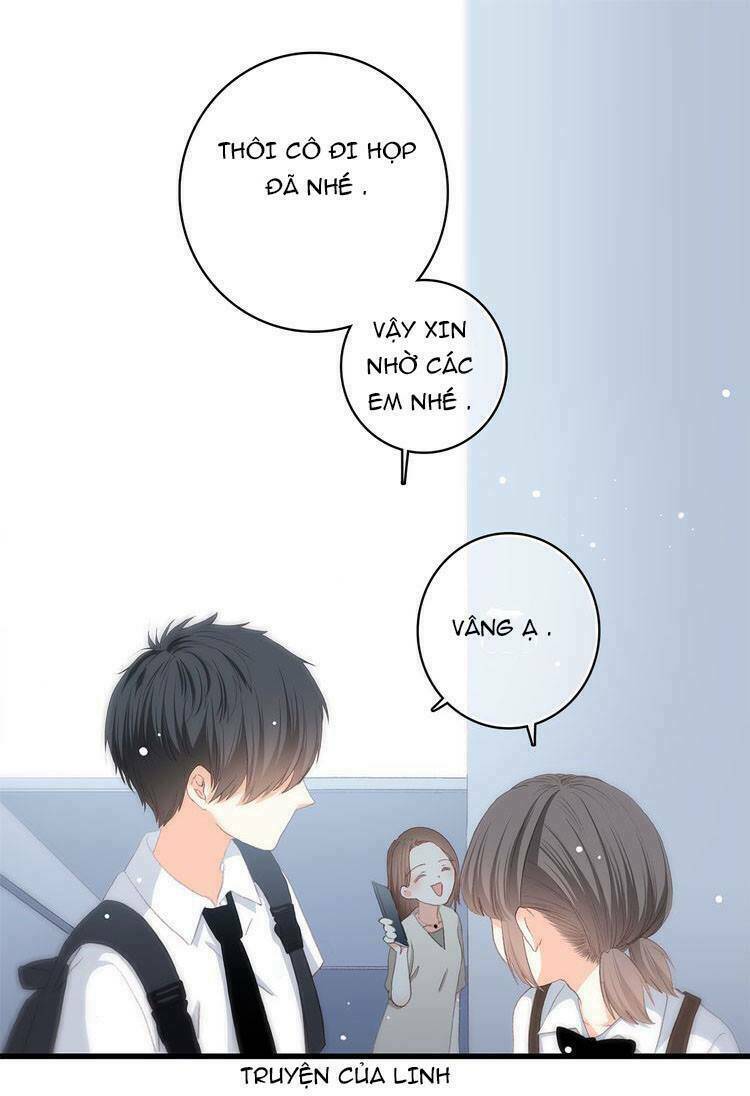 THÔI CÔ ĐI HỌP
ĐÃ NHÉ .
VẬY XIN
NHỜ CÁC
EM NHÉ .
VÂNG Ạ .
TRUYỆN CỦA LINH